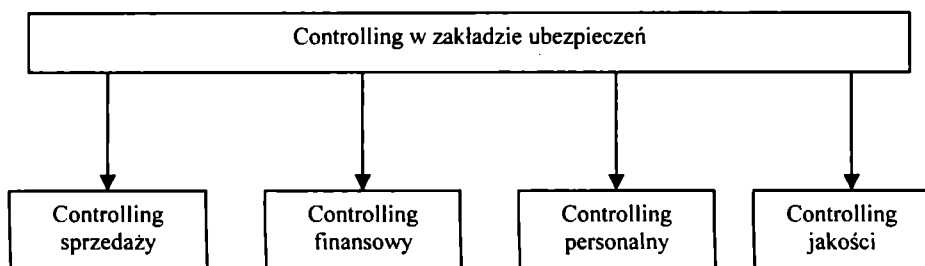 Controlling w zakładzie ubezpieczeń
Controlling
sprzedaży
Controlling
finansowy
Controlling
personalny
Controlling
jakości